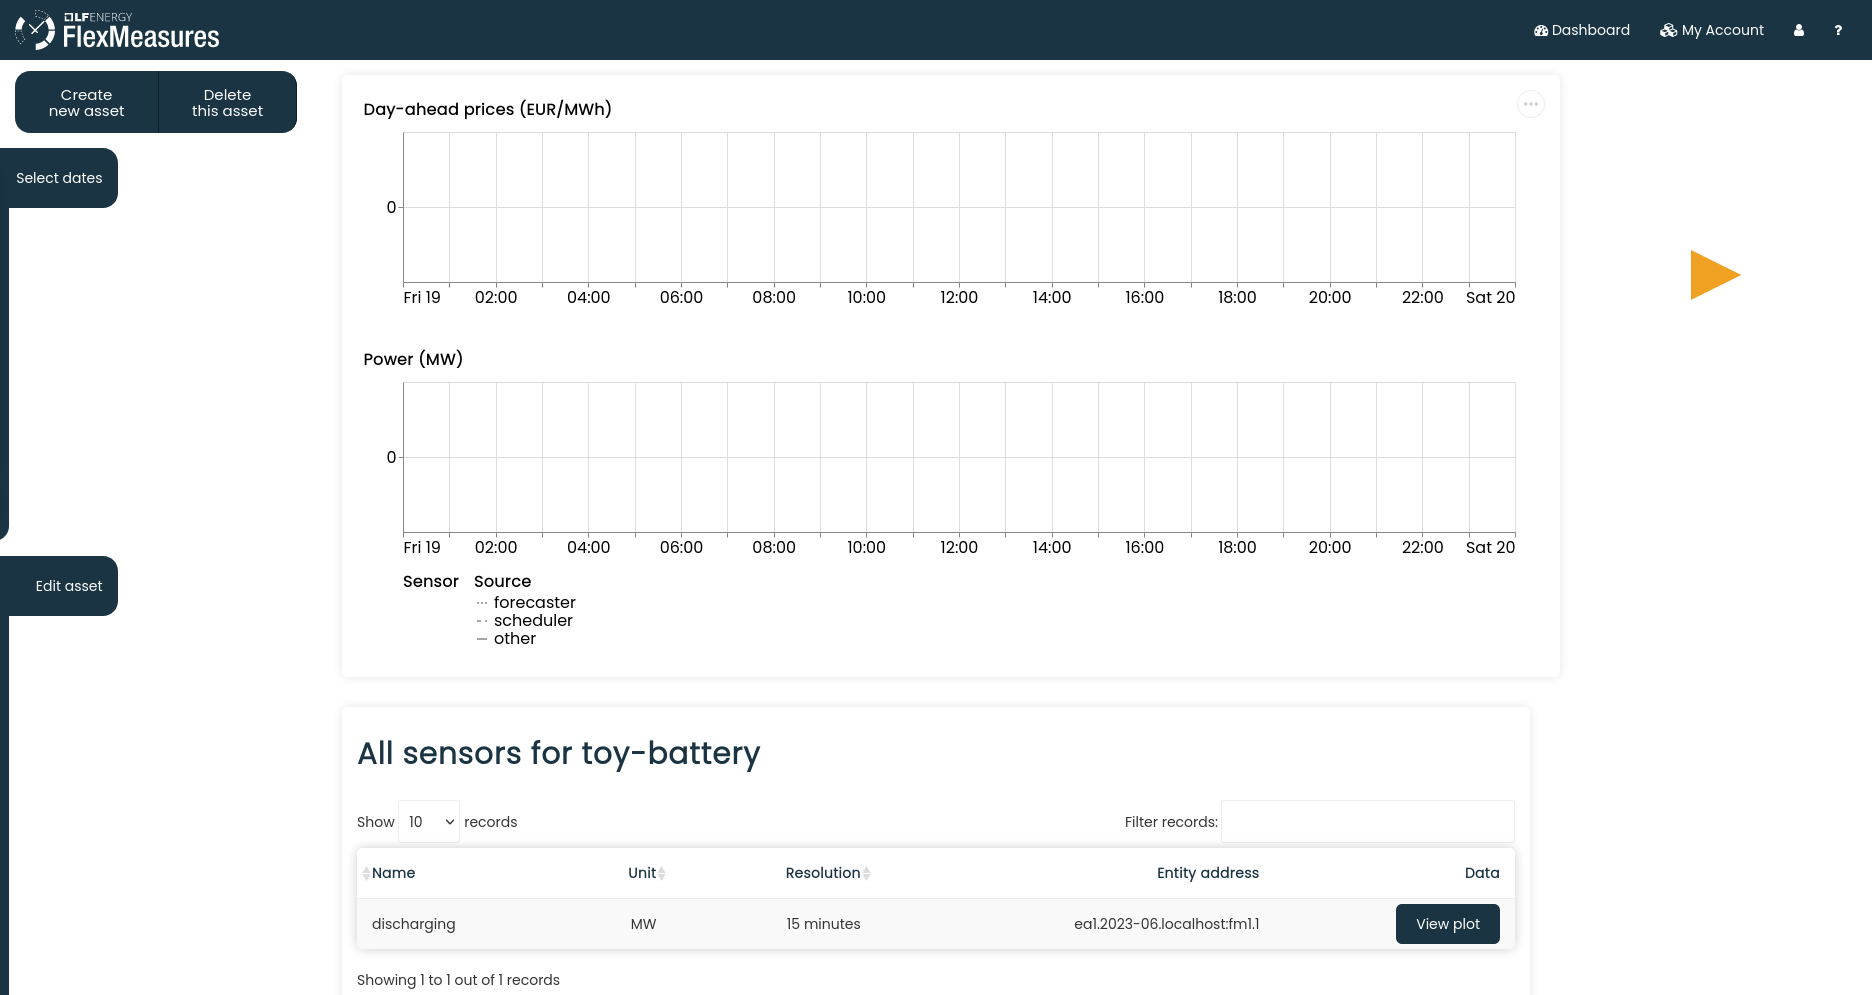 LFENERGY
FlexMeasures
Dashboard
My Account
?
Create
new asset
Delete
this asset
Select dates
Day-ahead prices (EUR/MWh)
0
Fri 19 02:00 04:00 06:00 08:00 10:00 12:00 14:00 16:00 18:00 20:00 22:00 Sat 20
Power (MW)
0
Fri 19 02:00 04:00 06:00 08:00 10:00 12:00 14:00 16:00 18:00 20:00 22:00 Sat 20
Edit asset
Sensor Source
forecaster
scheduler
other
All sensors for toy-battery
Show 10 records
Filter records:
Name Unit Resolution Entity address Data
discharging MW 15 minutes ea1.2023-06.localhost:fm1.1 View plot
Showing 1 to 1 out of 1 records